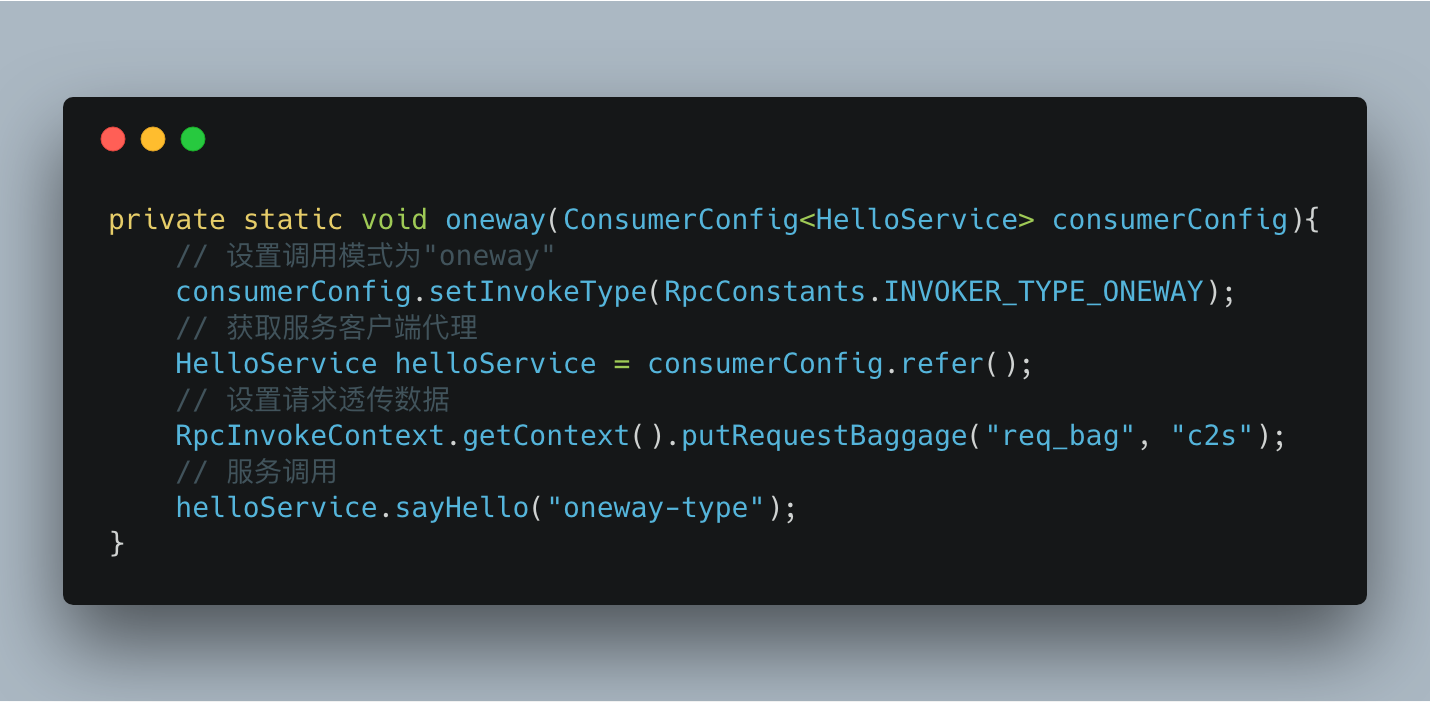 private static void oneway(ConsumerConfig<HelloService> consumerConfig){
    // 设置调用模式为"oneway"
    consumerConfig.setInvokeType(RpcConstants.INVOKER_TYPE_ONEWAY);
    // 获取服务客户端代理
    HelloService helloService = consumerConfig.refer();
    // 设置请求透传数据
    RpcInvokeContext.getContext().putRequestBaggage("req_bag", "c2s");
    // 服务调用
    helloService.sayHello("oneway-type");
}